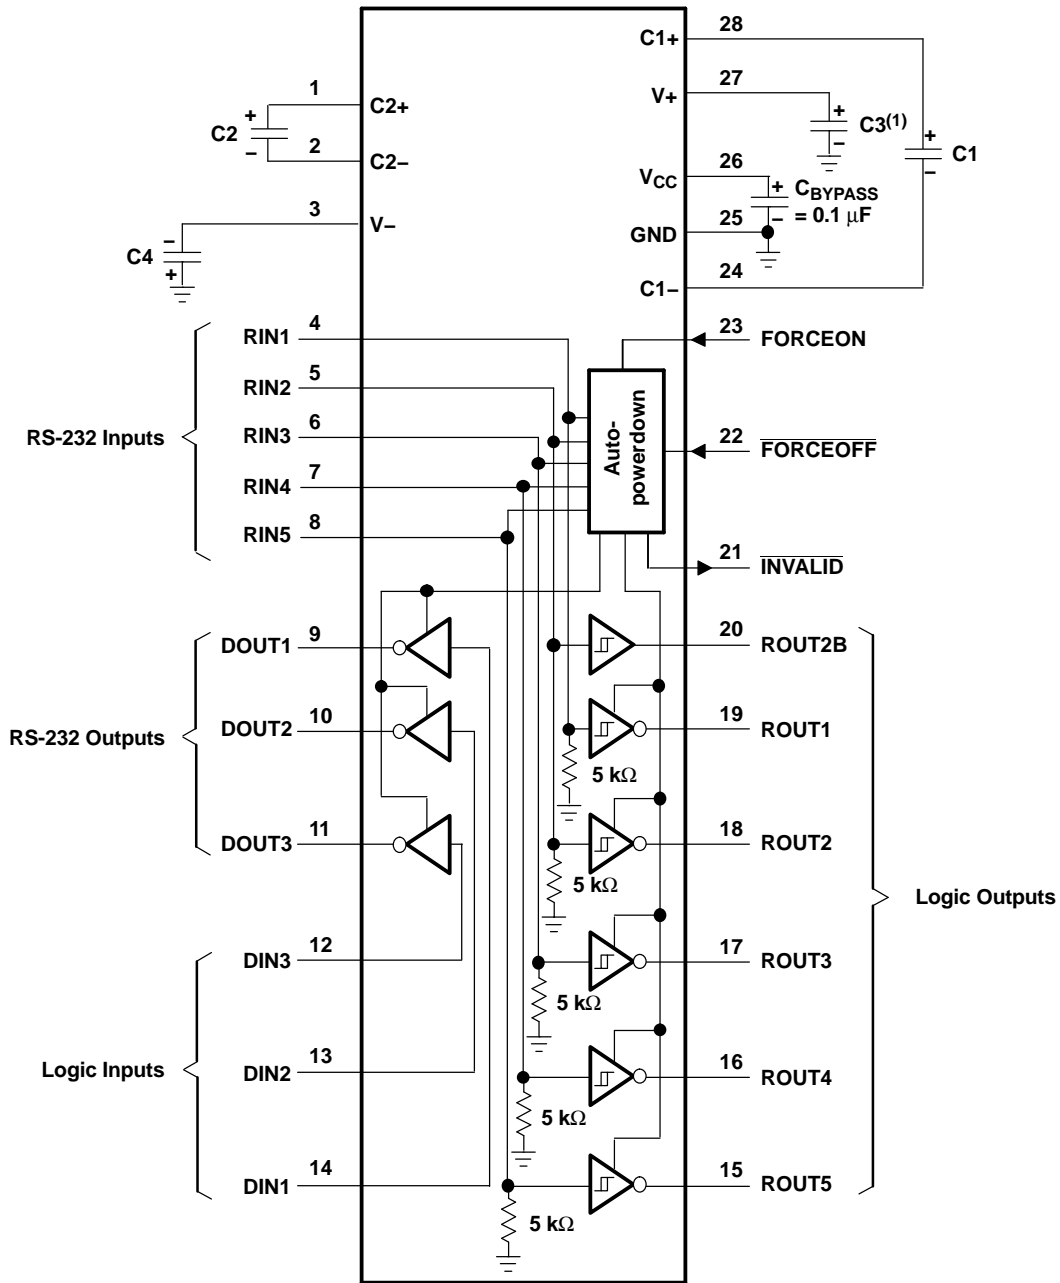 28
C1+
27
V+
C3(1)
+
−
C1
+
−
1
C2+
C2
+
−
2
C2−
26
VCC
+
−
CBYPASS
= 0.1 μF
25
GND
3
V−
C4
−
+
24
C1−
RS-232 Inputs
RIN1
4
RIN2
5
RIN3
6
RIN4
7
RIN5
8
23
FORCEON
Auto-
powerdown
22
FORCEOFF
21
INVALID
RS-232 Outputs
DOUT1
9
DOUT2
10
DOUT3
11
Logic Inputs
DIN3
12
DIN2
13
DIN1
14
20
ROUT2B
19
ROUT1
5 kΩ
18
ROUT2
5 kΩ
17
ROUT3
5 kΩ
16
ROUT4
5 kΩ
15
ROUT5
5 kΩ
Logic Outputs